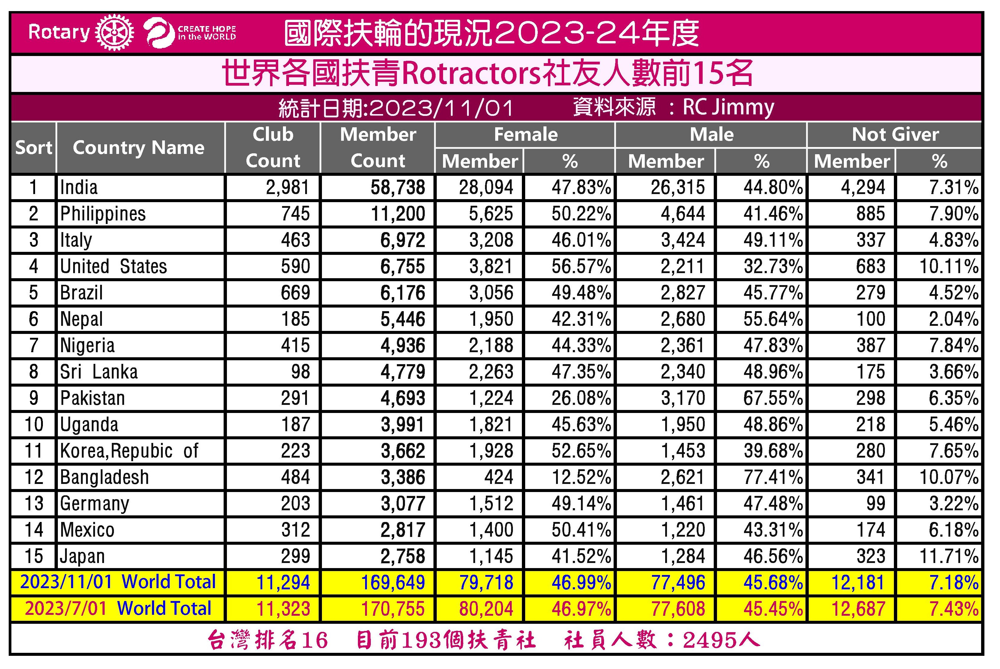 Rotary CREATE HOPE in the WORLD 國際扶輪的現況2023-24年度
世界各國扶青Rotractors社友人數前15名
統計日期:2023/11/01 資料來源 : RC Jimmy
Sort Country Name Club Count Member Count Female Male Not Giver
Member % Member % Member %
1 India 2,981 58,738 28,094 47.83% 26,315 44.80% 4,294 7.31%
2 Philippines 745 11,200 5,625 50.22% 4,644 41.46% 885 7.90%
3 Italy 463 6,972 3,208 46.01% 3,424 49.11% 337 4.83%
4 United States 590 6,755 3,821 56.57% 2,211 32.73% 683 10.11%
5 Brazil 669 6,176 3,056 49.48% 2,827 45.77% 279 4.52%
6 Nepal 185 5,446 1,950 42.31% 2,680 55.64% 100 2.04%
7 Nigeria 415 4,936 2,188 44.33% 2,361 47.83% 387 7.84%
8 Sri Lanka 98 4,779 2,263 47.35% 2,340 48.96% 175 3.66%
9 Pakistan 291 4,693 1,224 26.08% 3,170 67.55% 298 6.35%
10 Uganda 187 3,991 1,821 45.63% 1,950 48.86% 218 5.46%
11 Korea,Repubic of 223 3,662 1,928 52.65% 1,453 39.68% 280 7.65%
12 Bangladesh 484 3,386 424 12.52% 2,621 77.41% 341 10.07%
13 Germany 203 3,077 1,512 49.14% 1,461 47.48% 99 3.22%
14 Mexico 312 2,817 1,400 50.41% 1,220 43.31% 174 6.18%
15 Japan 299 2,758 1,145 41.52% 1,284 46.56% 323 11.71%
2023/11/01 World Total 11,294 169,649 79,718 46.99% 77,496 45.68% 12,181 7.18%
2023/7/01 World Total 11,323 170,755 80,204 46.97% 77,608 45.45% 12,687 7.43%
台灣排名16 目前193個扶青社 社員人數：2495人